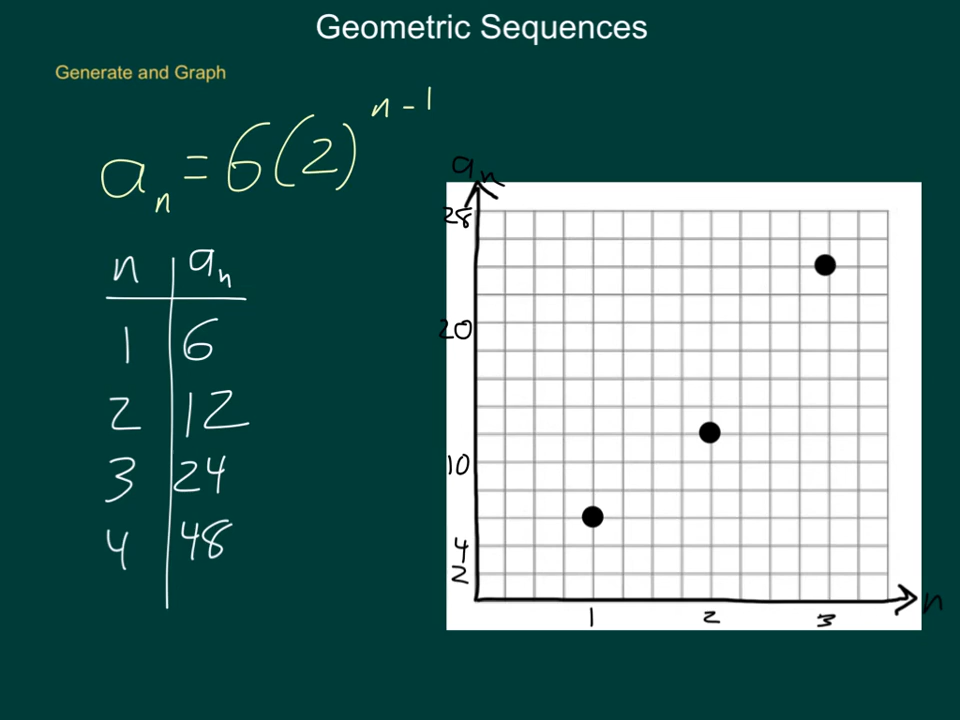 Geometric Sequences
Generate and Graph
aₙ = 6(2)ⁿ⁻¹
n aₙ
1 6
2 12
3 24
4 48
aₙ
28
20
10
4
2
n
1 2 3